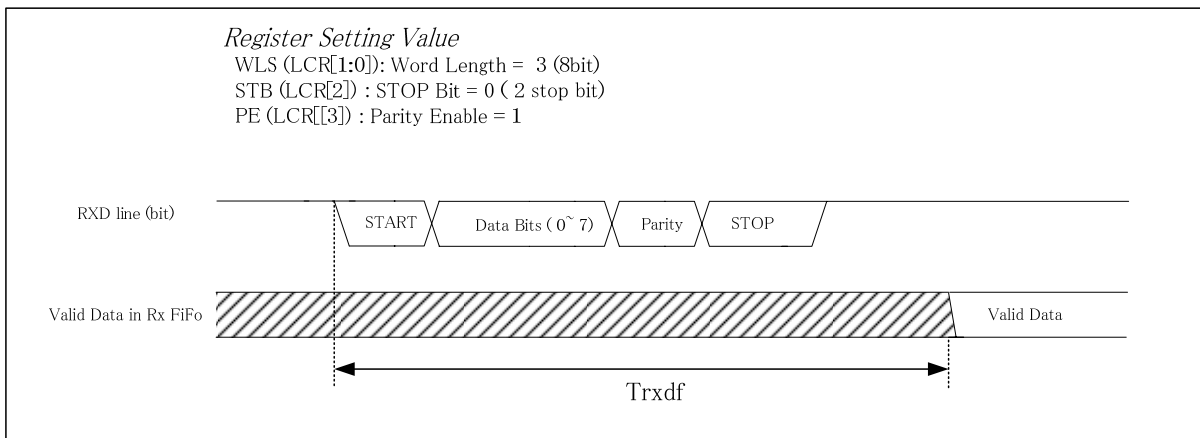 Register Setting Value
WLS (LCR[1:0]): Word Length = 3 (8bit)
STB (LCR[2]) : STOP Bit = 0 ( 2 stop bit)
PE (LCR[[3]) : Parity Enable = 1
RXD line (bit)
START
Data Bits ( 0~ 7)
Parity
STOP
Valid Data in Rx FiFo
Valid Data
Trxdf